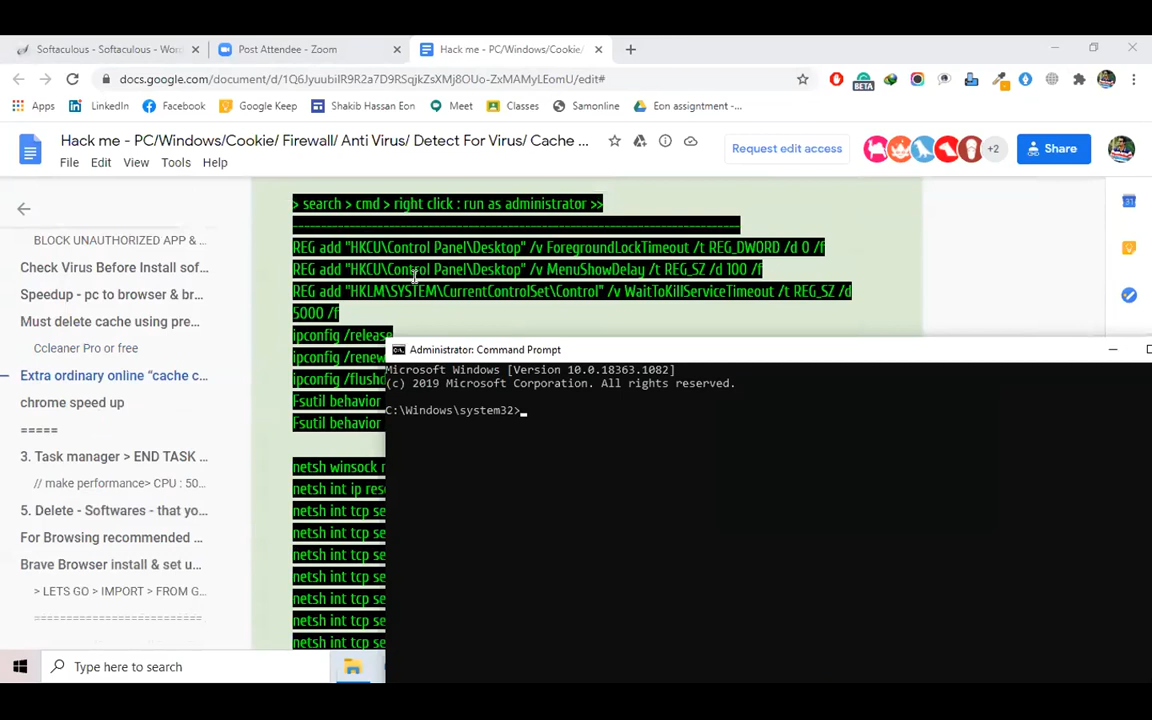 Softaculous - Softaculous - Wor
Post Attendee - Zoom
Hack me - PC/Windows/Cookie/
docs.google.com/document/d/1Q6JyuubiIR9R2a7D9RSqjkZsXMj8OUo-ZxMAMyLEomU/edit#
BETA
Apps
LinkedIn
Facebook
Google Keep
Shakib Hassan Eon
Meet
Classes
Samonline
Eon assigntment -...
Hack me - PC/Windows/Cookie/ Firewall/ Anti Virus/ Detect For Virus/ Cache ...
File Edit View Tools Help
+2
Request edit access
Share
BLOCK UNAUTHORIZED APP & ...
Check Virus Before Install sof...
Speedup - pc to browser & br...
Must delete cache using pre...
Ccleaner Pro or free
Extra ordinary online “cache c...
chrome speed up
=====
3. Task manager > END TASK ...
// make performance> CPU : 50...
5. Delete - Softwares - that yo...
For Browsing recommended ...
Brave Browser install & set u...
> LETS GO > IMPORT > FROM G...
========================
> search > cmd > right click : run as administrator >>
REG add "HKCU\Control Panel\Desktop" /v ForegroundLockTimeout /t REG_DWORD /d 0 /f
REG add "HKCU\Control Panel\Desktop" /v MenuShowDelay /t REG_SZ /d 100 /f
REG add "HKLM\SYSTEM\CurrentControlSet\Control" /v WaitToKillServiceTimeout /t REG_SZ /d
5000 /f
ipconfig /release
ipconfig /renew
ipconfig /flushd
Fsutil behavior
Fsutil behavior
netsh winsock r
netsh int ip rese
netsh int tcp se
netsh int tcp se
netsh int tcp se
netsh int tcp se
netsh int tcp se
netsh int tcp se
netsh int tcp se
Administrator: Command Prompt
Microsoft Windows [Version 10.0.18363.1082]
(c) 2019 Microsoft Corporation. All rights reserved.
C:\Windows\system32>
Type here to search